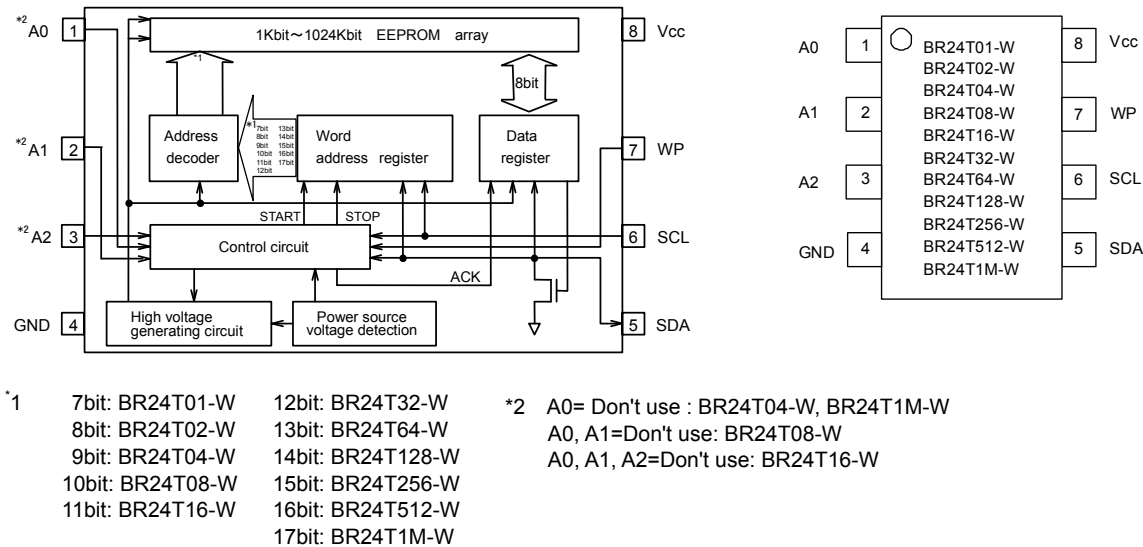 *2 A0 1
1Kbit~1024Kbit EEPROM array
8 Vcc
*1
8bit
*2 A1 2
Address
decoder
*1 7bit 13bit
8bit 14bit
9bit 15bit
10bit 16bit
11bit 17bit
12bit
Word
address register
Data
register
7 WP
START STOP
*2 A2 3
Control circuit
6 SCL
ACK
GND 4
High voltage
generating circuit
Power source
voltage detection
5 SDA
A0 1
A1 2
A2 3
GND 4
BR24T01-W
BR24T02-W
BR24T04-W
BR24T08-W
BR24T16-W
BR24T32-W
BR24T64-W
BR24T128-W
BR24T256-W
BR24T512-W
BR24T1M-W
8 Vcc
7 WP
6 SCL
5 SDA
*1 7bit: BR24T01-W 12bit: BR24T32-W
8bit: BR24T02-W 13bit: BR24T64-W
9bit: BR24T04-W 14bit: BR24T128-W
10bit: BR24T08-W 15bit: BR24T256-W
11bit: BR24T16-W 16bit: BR24T512-W
17bit: BR24T1M-W
*2 A0= Don't use : BR24T04-W, BR24T1M-W
A0, A1=Don't use: BR24T08-W
A0, A1, A2=Don't use: BR24T16-W